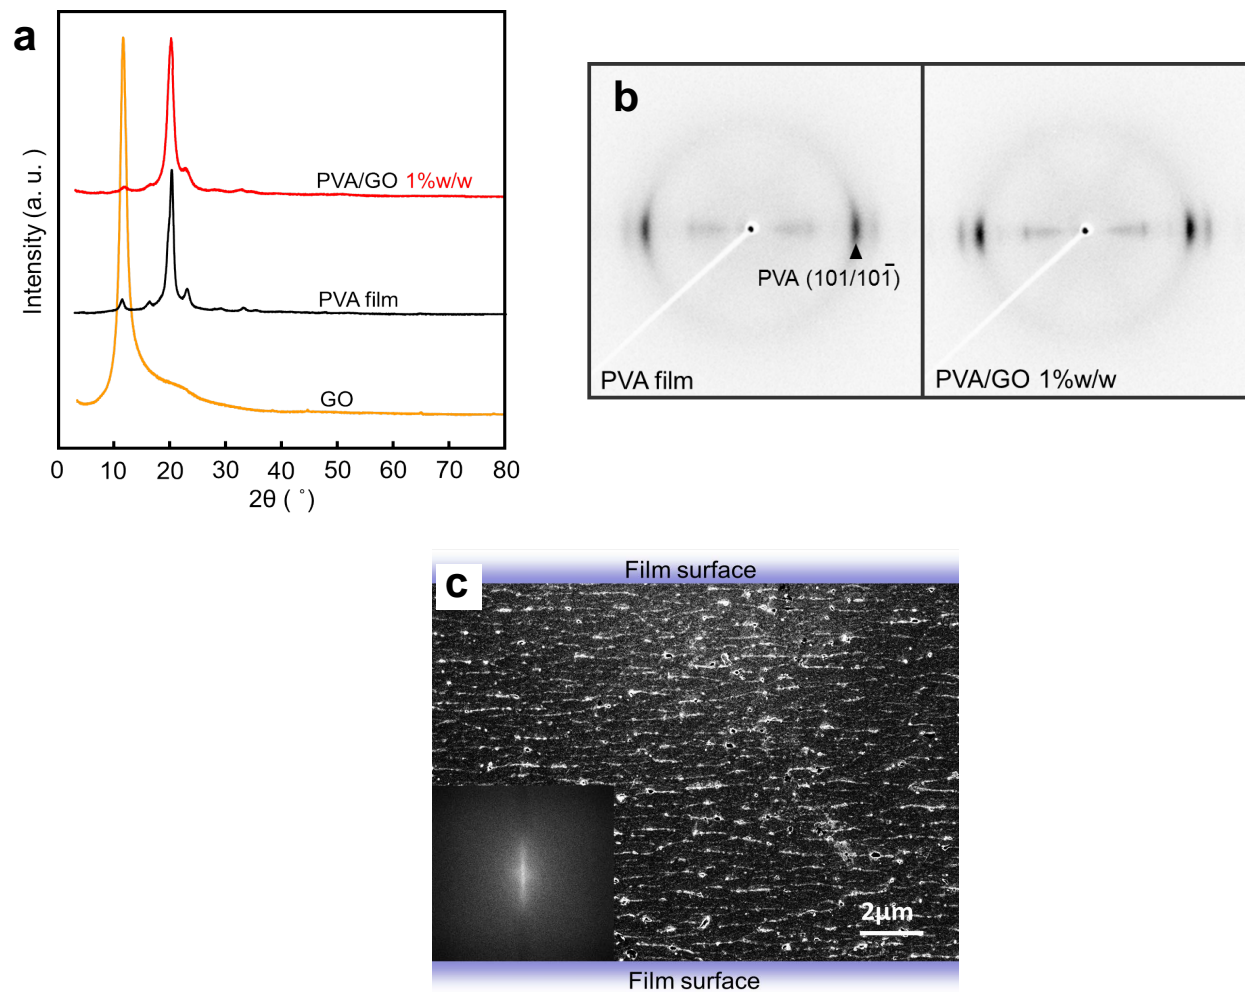 a
Intensity (a. u. )
PVA/GO 1%w/w
PVA film
GO
0 10 20 30 40 50 60 70 80
2θ ( ° )
b
PVA (101/101̄)
PVA film
PVA/GO 1%w/w
Film surface
c
2μm
Film surface